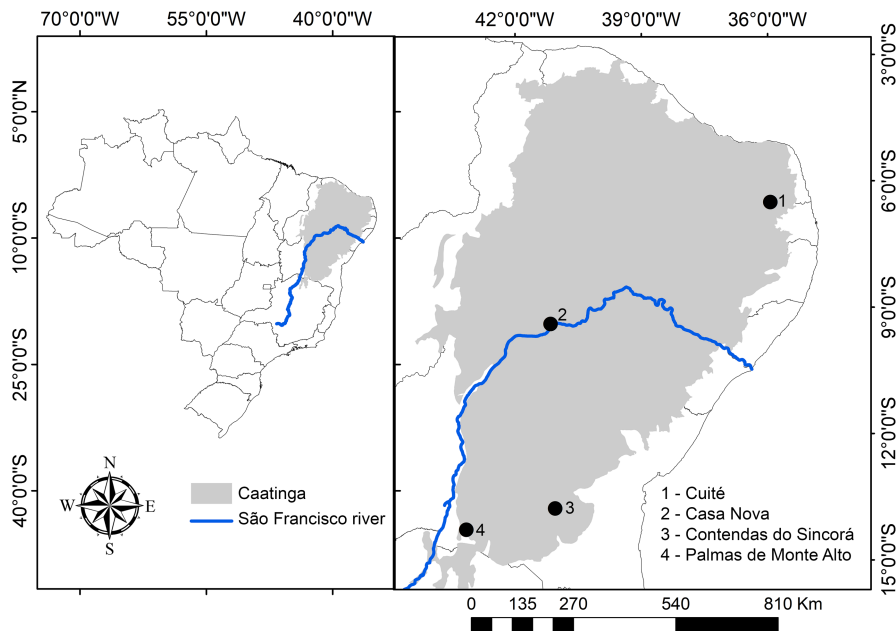 70°0'0"W 55°0'0"W 40°0'0"W
42°0'0"W 39°0'0"W 36°0'0"W
5°0'0"N
10°0'0"S
25°0'0"S
40°0'0"S
N
W E
S
Caatinga
São Francisco river
1
2
3
4
1 - Cuité
2 - Casa Nova
3 - Contendas do Sincorá
4 - Palmas de Monte Alto
3°0'0"S
6°0'0"S
9°0'0"S
12°0'0"S
15°0'0"S
0 135 270 540 810 Km